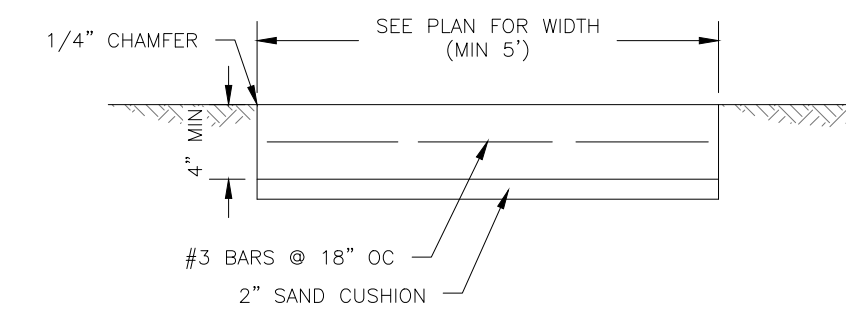 1/4" CHAMFER
SEE PLAN FOR WIDTH
(MIN 5')
4" MIN
#3 BARS @ 18" OC
2" SAND CUSHION